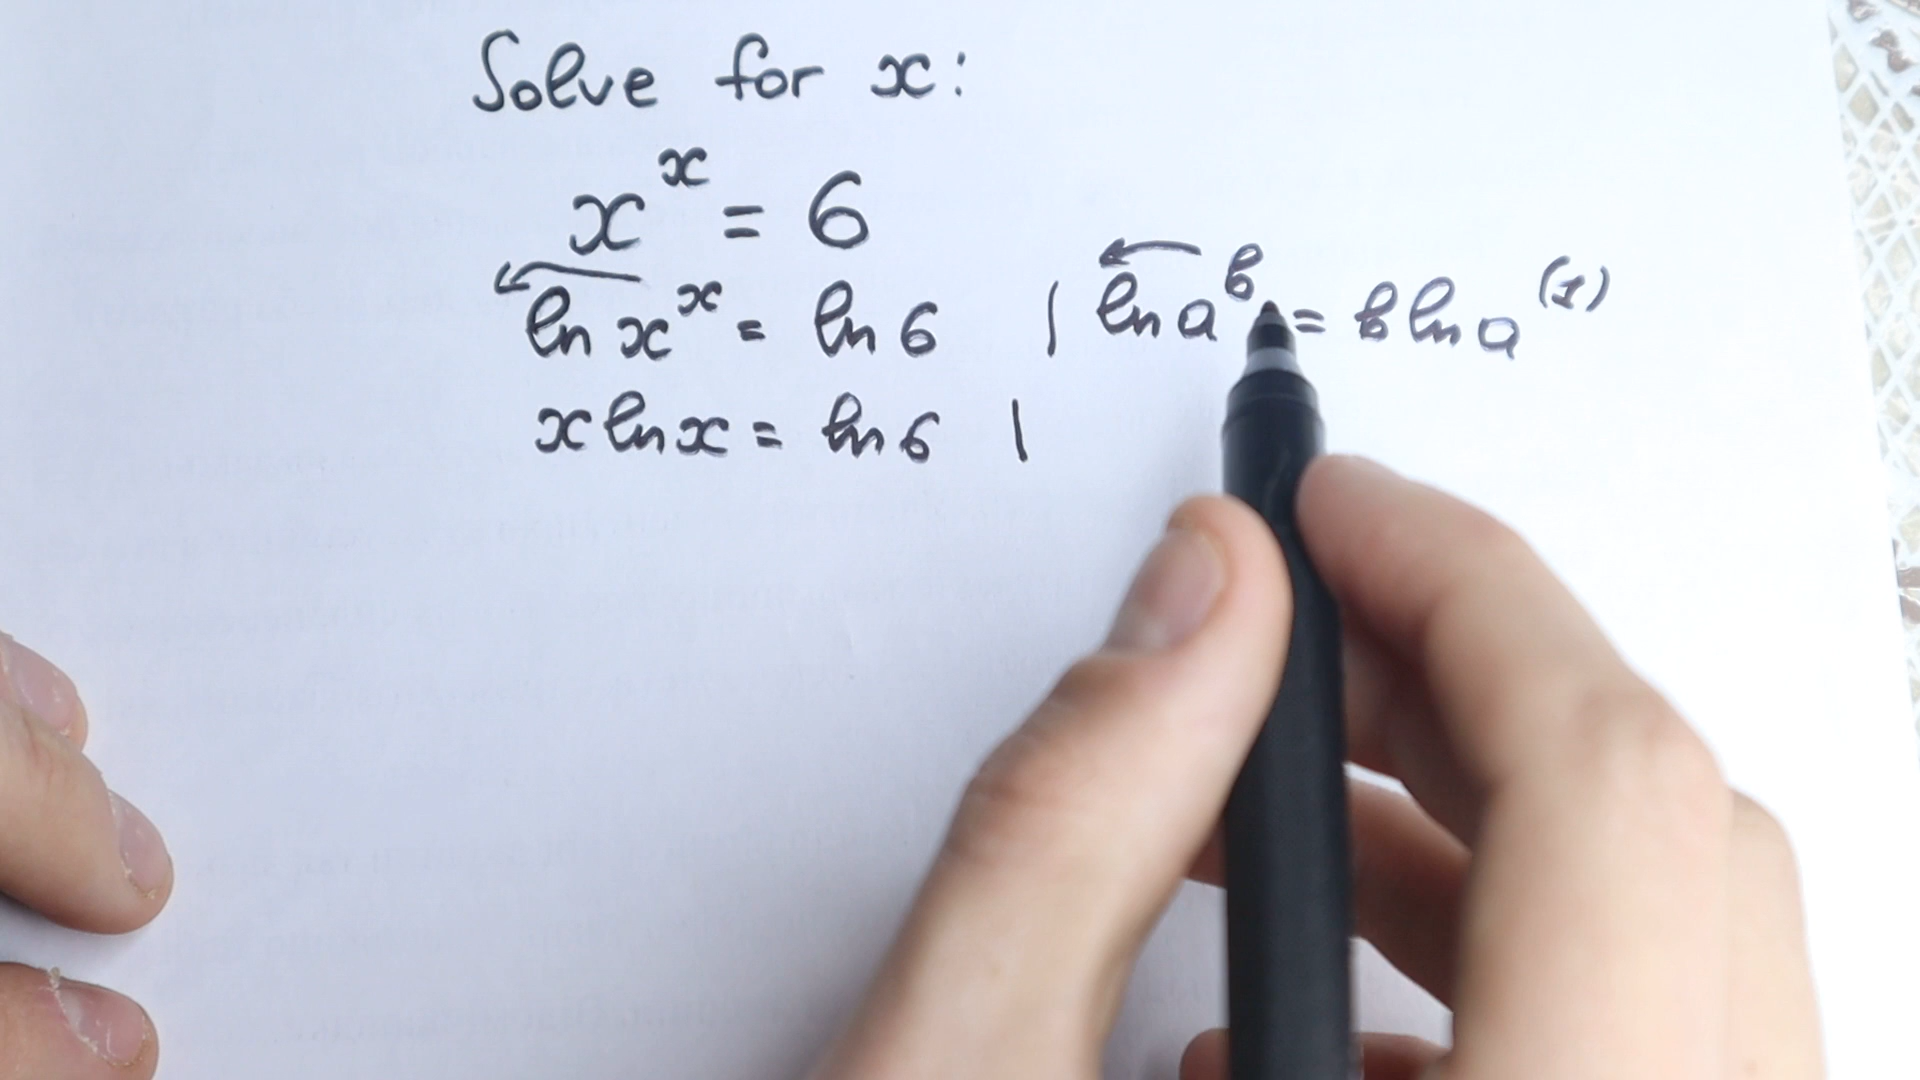 Solve for x:
x^x = 6
ln x^x = ln 6 | ln a^b = b ln a (1)
x ln x = ln 6 |